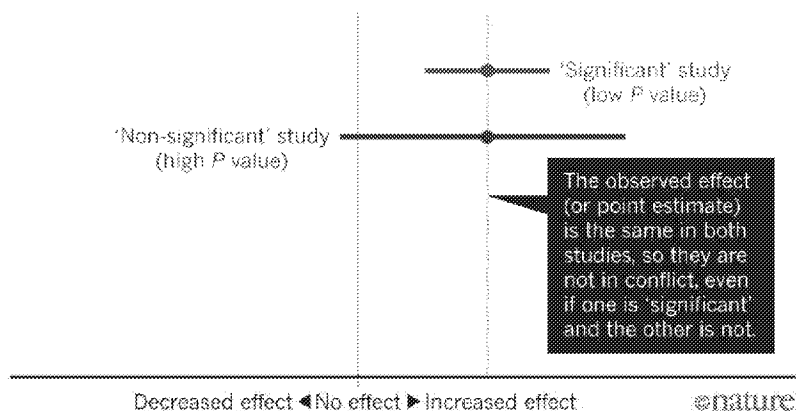 ‘Significant’ study
(low P value)
‘Non-significant’ study
(high P value)
The observed effect
(or point estimate)
is the same in both
studies, so they are
not in conflict, even
if one is ‘significant’
and the other is not.
Decreased effect ◀ No effect ▶ Increased effect
©nature